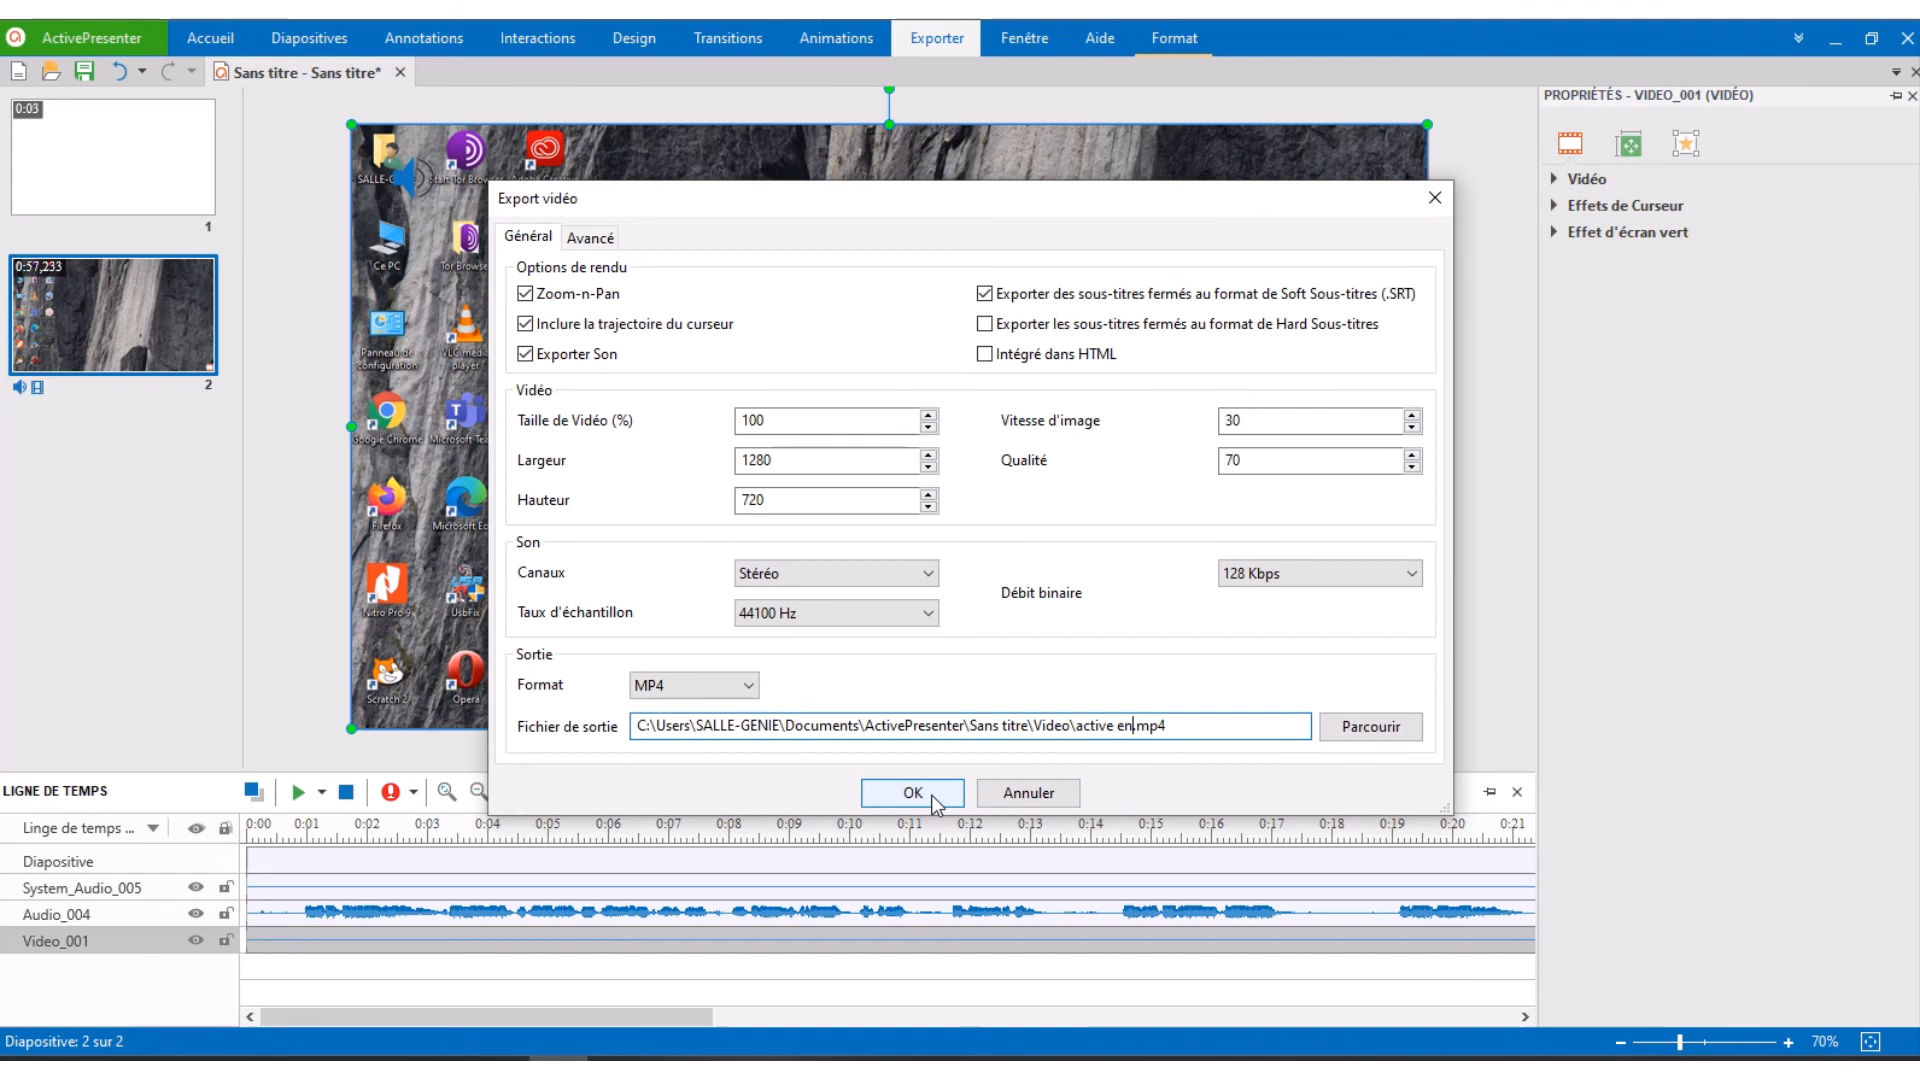 ActivePresenter Accueil Diapositives Annotations Interactions Design Transitions Animations Exporter Fenêtre Aide Format
Sans titre - Sans titre*
PROPRIÉTÉS - VIDEO_001 (VIDÉO)
0:03
1
0:57,233
2
Vidéo
Effets de Curseur
Effet d'écran vert
Ce PC
Tor Browse
Panneau de configuration
VLC med player
Google Chrome
Microsoft Tea
Firefox
Microsoft Ed
Nitro Pro 9
UsbFix
Scratch 2
Opera
Export vidéo
Général Avancé
Options de rendu
Zoom-n-Pan
Exporter des sous-titres fermés au format de Soft Sous-titres (.SRT)
Inclure la trajectoire du curseur
Exporter les sous-titres fermés au format de Hard Sous-titres
Exporter Son
Intégré dans HTML
Vidéo
Taille de Vidéo (%) 100 Vitesse d'image 30
Largeur 1280 Qualité 70
Hauteur 720
Son
Canaux Stéréo 128 Kbps
Débit binaire
Taux d'échantillon 44100 Hz
Sortie
Format MP4
Fichier de sortie C:\Users\SALLE-GENIE\Documents\ActivePresenter\Sans titre\Video\active en.mp4 Parcourir
OK Annuler
LIGNE DE TEMPS
Linge de temps ... 0:00 0:01 0:02 0:03 0:04 0:05 0:06 0:07 0:08 0:09 0:10 0:11 0:12 0:13 0:14 0:15 0:16 0:17 0:18 0:19 0:20 0:21
Diapositive
System_Audio_005
Audio_004
Video_001
Diapositive: 2 sur 2
70%